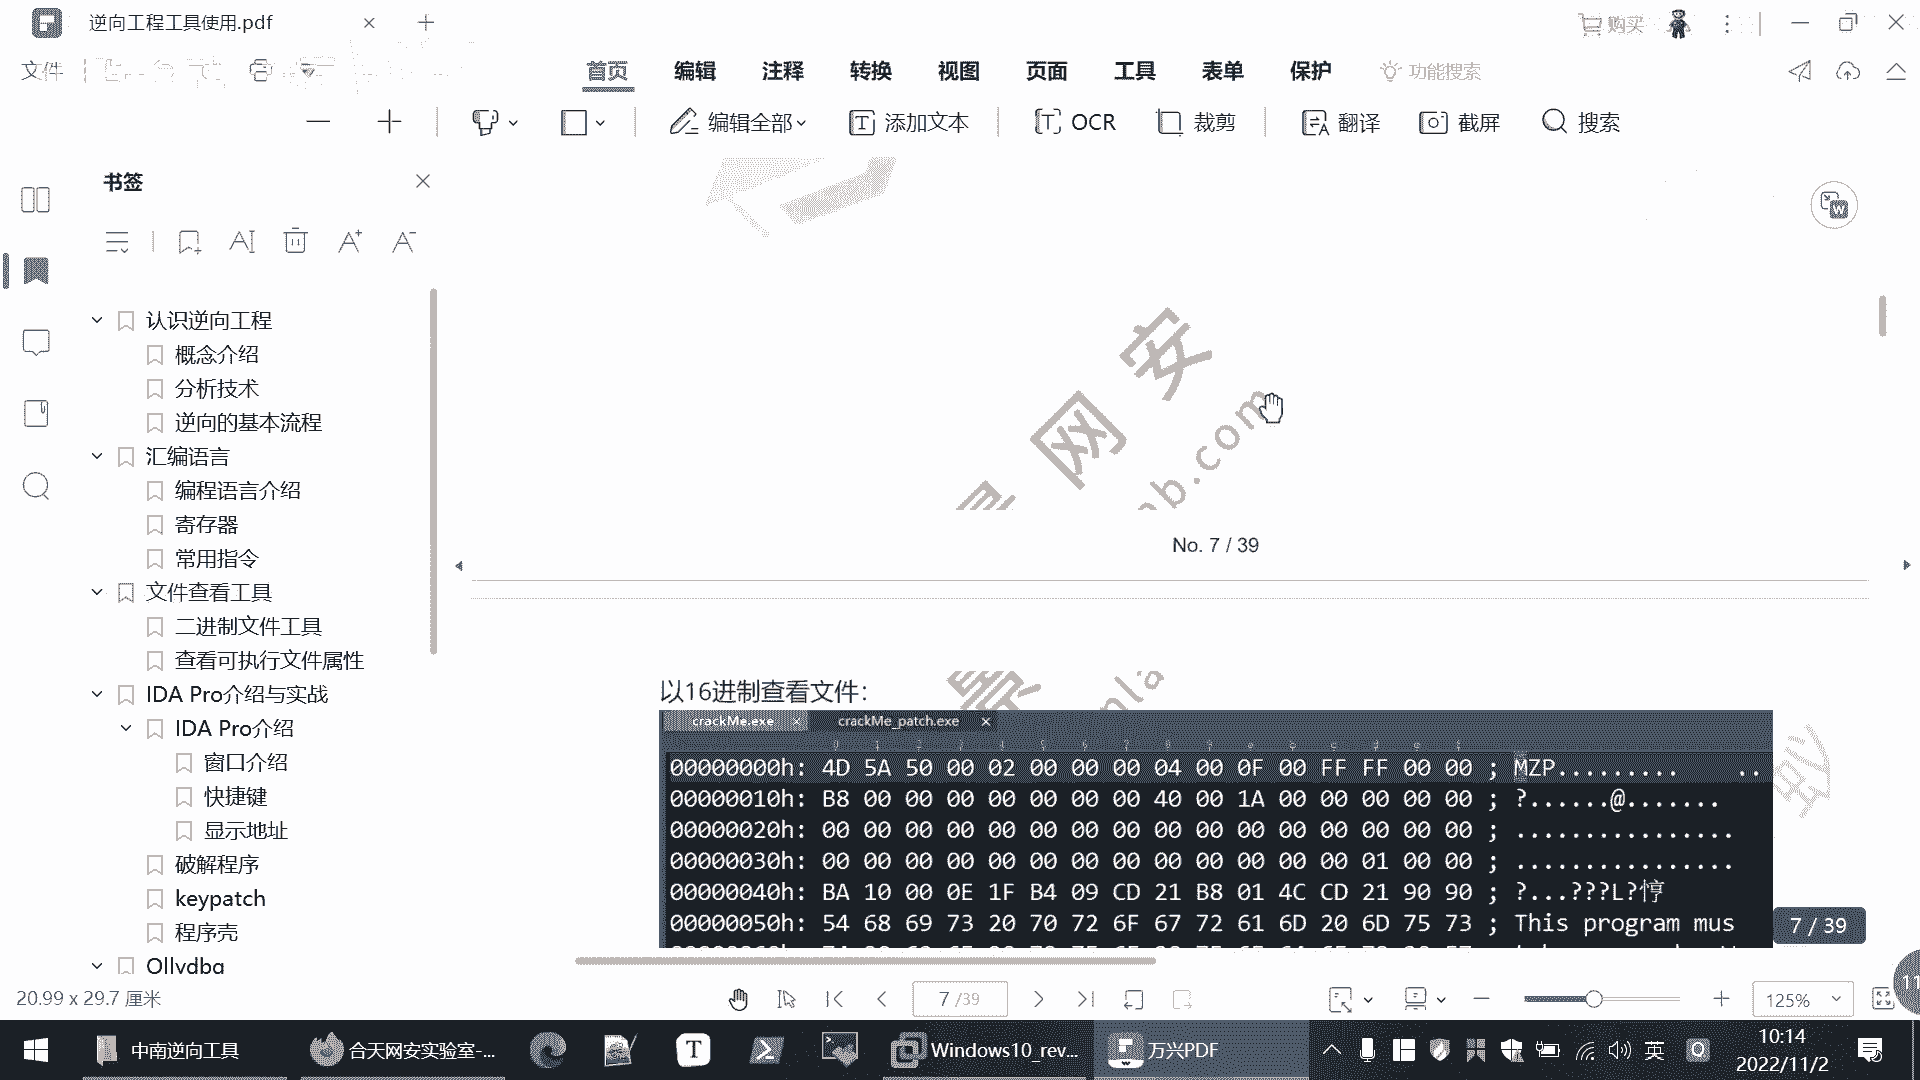 逆向工程工具使用.pdf
购买
文件
首页 编辑 注释 转换 视图 页面 工具 表单 保护 功能搜索
编辑全部 添加文本 OCR 裁剪 翻译 截屏 搜索
书签
认识逆向工程
概念介绍
分析技术
逆向的基本流程
汇编语言
编程语言介绍
寄存器
常用指令
文件查看工具
二进制文件工具
查看可执行文件属性
IDA Pro介绍与实战
IDA Pro介绍
窗口介绍
快捷键
显示地址
破解程序
keypatch
程序壳
Ollydbg
网安
b.com
No. 7 / 39
以16进制查看文件：
crackMe.exe crackMe_patch.exe
0 1 2 3 4 5 6 7 8 9 a b c d e f
00000000h: 4D 5A 50 00 02 00 00 00 04 00 0F 00 FF FF 00 00 ; MZP......... ..
00000010h: B8 00 00 00 00 00 00 00 40 00 1A 00 00 00 00 00 ; ?......@.......
00000020h: 00 00 00 00 00 00 00 00 00 00 00 00 00 00 00 00 ; ................
00000030h: 00 00 00 00 00 00 00 00 00 00 00 00 00 01 00 00 ; ................
00000040h: BA 10 00 0E 1F B4 09 CD 21 B8 01 4C CD 21 90 90 ; ?...???L?悙
00000050h: 54 68 69 73 20 70 72 6F 67 72 61 6D 20 6D 75 73 ; This program mus
7 / 39
20.99 x 29.7 厘米
7 /39
125%
11
中南逆向工具
合天网安实验室-...
Windows10_rev...
万兴PDF
英
10:14
2022/11/2